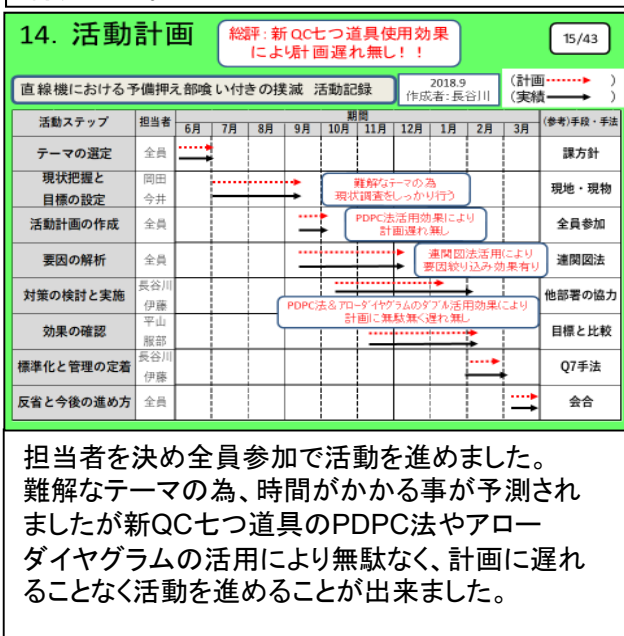 14. 活動計画
総評：新QC七つ道具使用効果
により計画遅れ無し！！
15/43
直線機における予備押え部喰い付きの撲滅 活動記録
2018.9
作成者：長谷川
（計画 ）
（実績 ）
活動ステップ 担当者 期間 (参考)手段・手法
6月 7月 8月 9月 10月 11月 12月 1月 2月 3月
テーマの選定 全員 課方針
現状把握と
目標の設定
岡田
今井
難解なテーマの為
現状調査をしっかり行う
現地・現物
活動計画の作成 全員
PDPC法活用効果により
計画遅れ無し
全員参加
要因の解析 全員
連関図法活用により
要因絞り込み効果有り
連関図法
対策の検討と実施
長谷川
伊藤
他部署の協力
PDPC法＆アローダイヤグラムのダブル活用効果により
計画に無駄無く遅れ無し
効果の確認
平山
服部
目標と比較
標準化と管理の定着
長谷川
伊藤
Q7手法
反省と今後の進め方 全員 会合
担当者を決め全員参加で活動を進めました。
難解なテーマの為、時間がかかる事が予測され
ましたが新QC七つ道具のPDPC法やアロー
ダイヤグラムの活用により無駄なく、計画に遅れ
ることなく活動を進めることが出来ました。